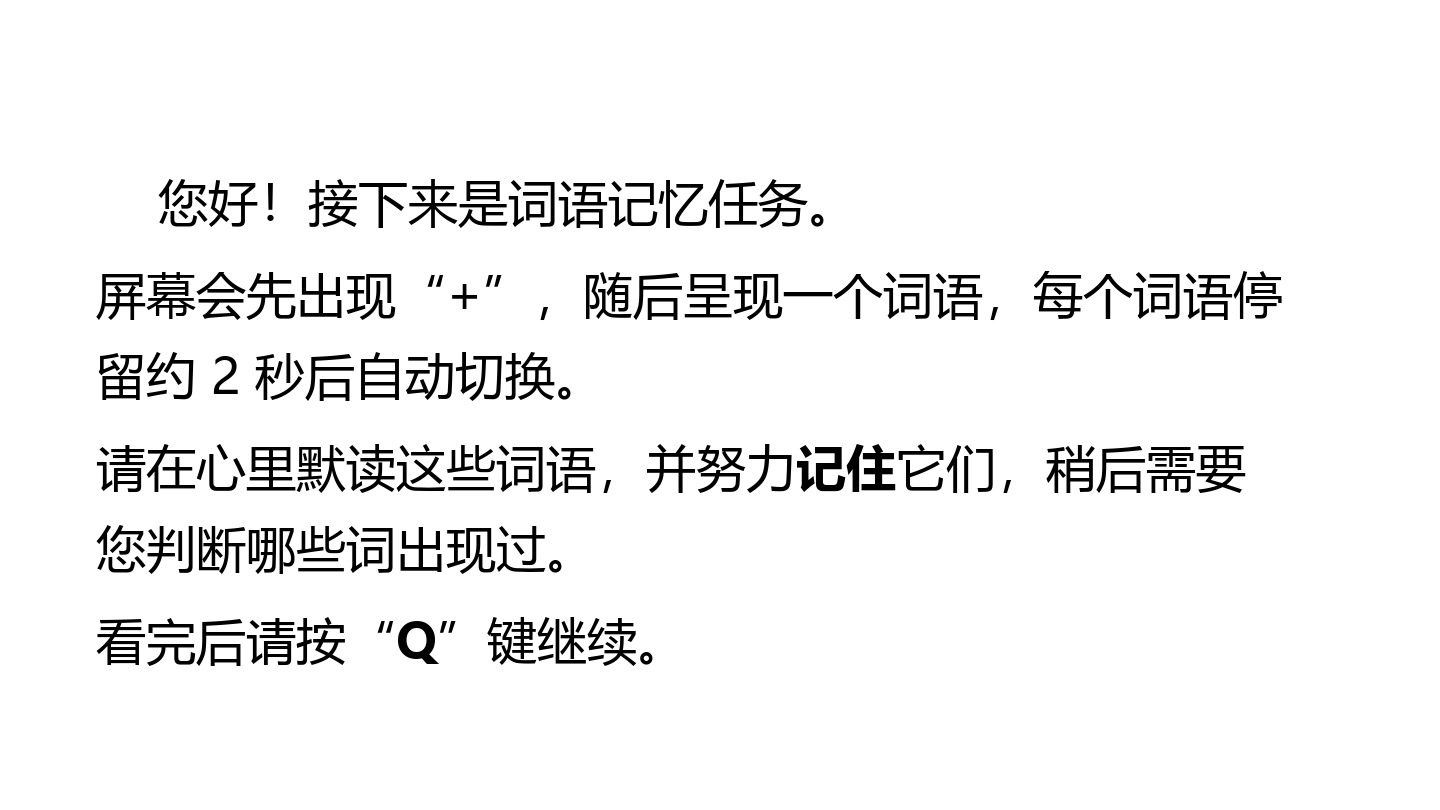 您好！接下来是词语记忆任务。
屏幕会先出现“+”，随后呈现一个词语，每个词语停
留约 2 秒后自动切换。
请在心里默读这些词语，并努力记住它们，稍后需要
您判断哪些词出现过。
看完后请按“Q”键继续。